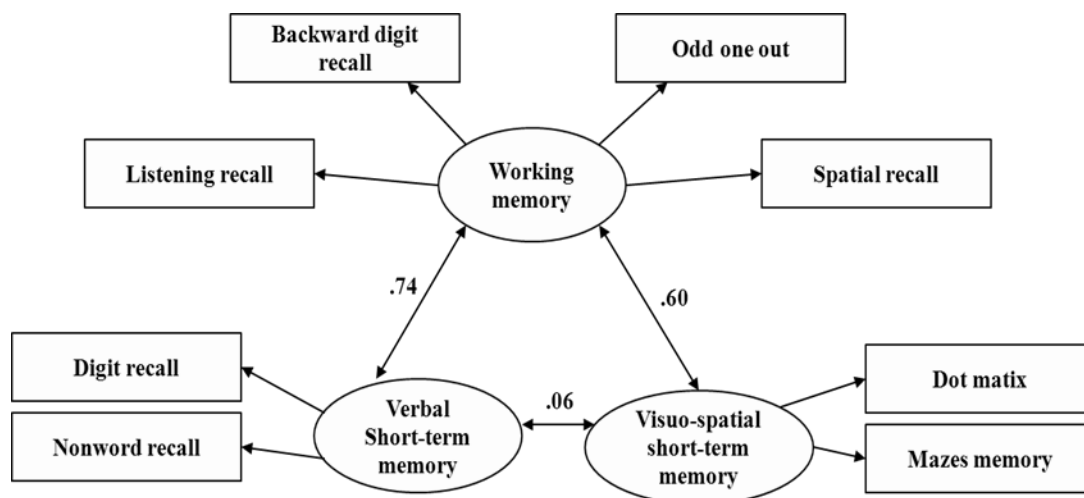 Backward digit
recall
Odd one out
Listening recall
Working
memory
Spatial recall
.74
.60
Digit recall
Nonword recall
Verbal
Short-term
memory
.06
Visuo-spatial
short-term
memory
Dot matix
Mazes memory